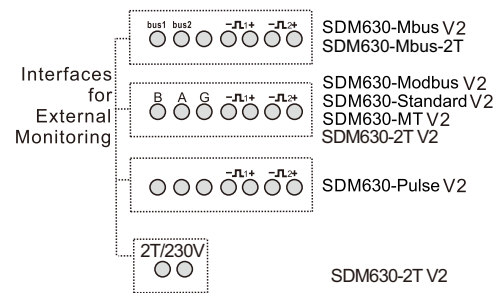 bus1 bus2 -⎍1+ -⎍2+
SDM630-Mbus V2
SDM630-Mbus-2T
Interfaces
for
External
Monitoring
B A G -⎍1+ -⎍2+
SDM630-Modbus V2
SDM630-Standard V2
SDM630-MT V2
SDM630-2T V2
-⎍1+ -⎍2+
SDM630-Pulse V2
2T/230V
SDM630-2T V2